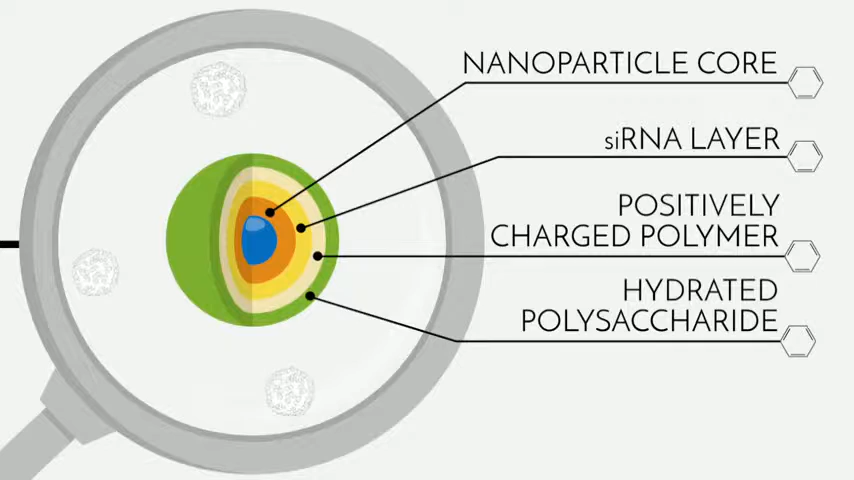 NANOPARTICLE CORE
siRNA LAYER
POSITIVELY
CHARGED POLYMER
HYDRATED
POLYSACCHARIDE